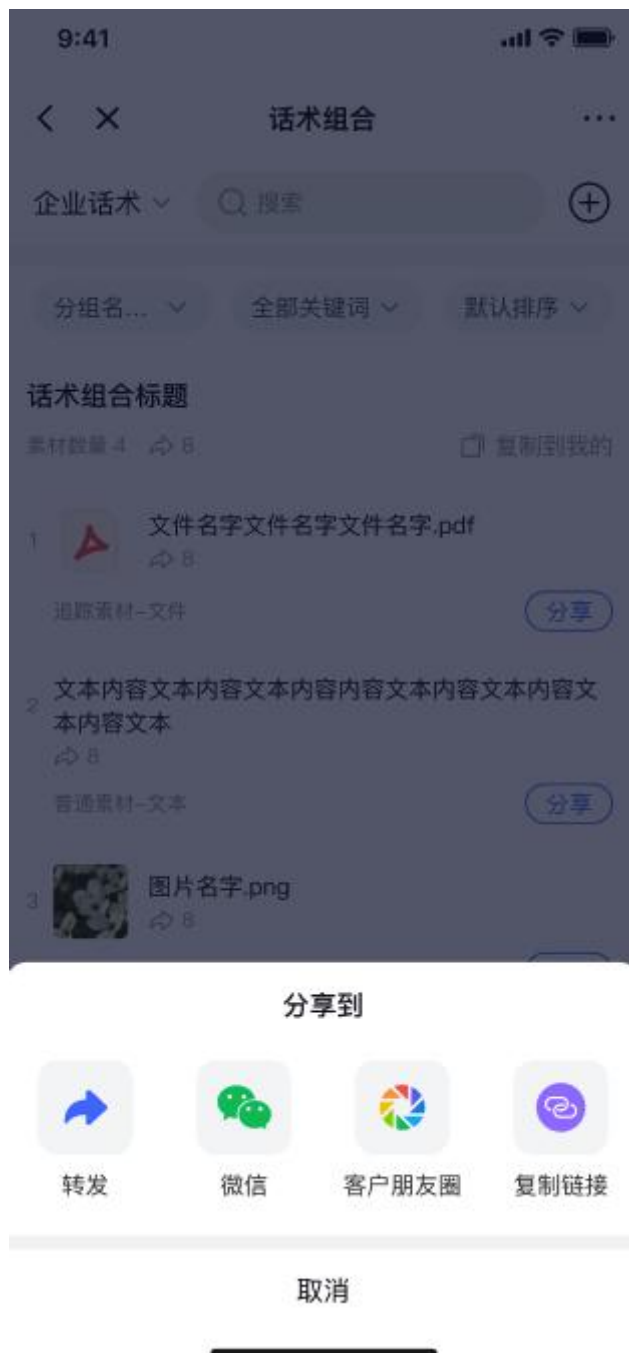 9:41
话术组合
企业话术
搜索
分组名...
全部关键词
默认排序
话术组合标题
素材数量 4 8
复制到我的
1
文件名字文件名字文件名字.pdf
8
追踪素材-文件
分享
2
文本内容文本内容文本内容内容文本内容文本内容文
本内容文本
8
普通素材-文本
分享
3
图片名字.png
8
分享到
转发
微信
客户朋友圈
复制链接
取消